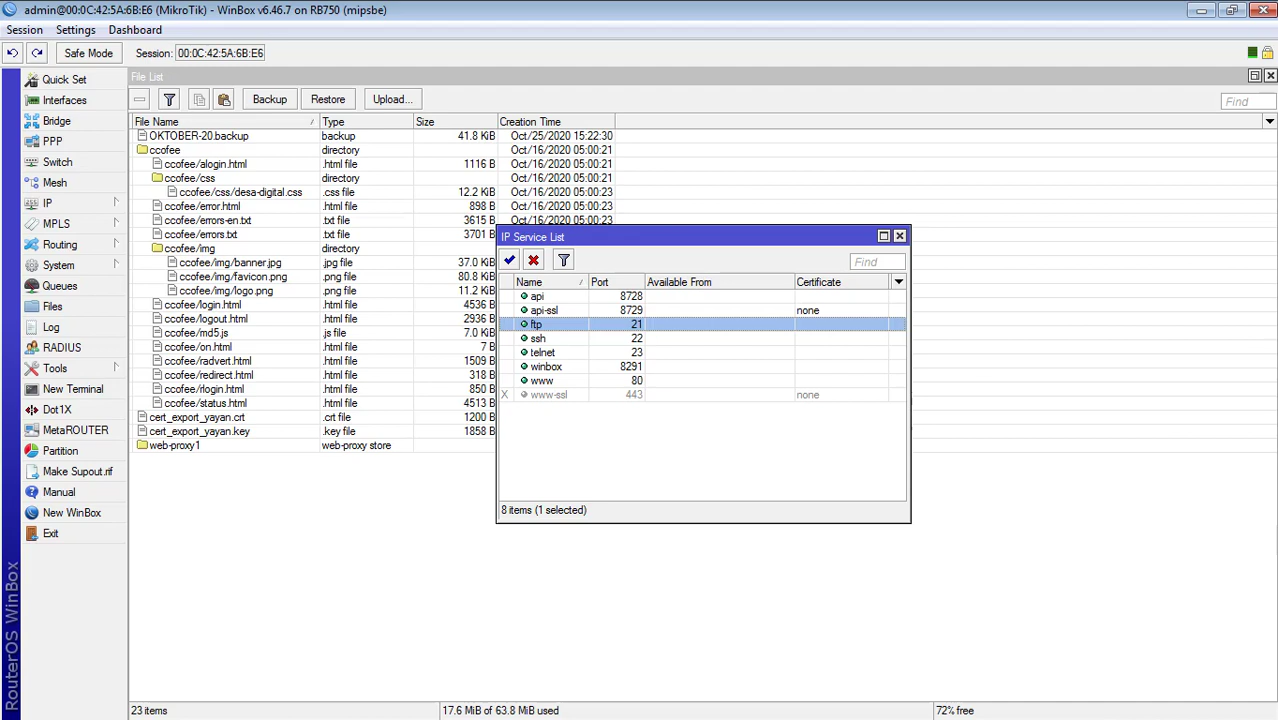 admin@00:0C:42:5A:6B:E6 (MikroTik) - WinBox v6.46.7 on RB750 (mipsbe)
Session Settings Dashboard
Safe Mode Session: 00:0C:42:5A:6B:E6
Quick Set
Interfaces
Bridge
PPP
Switch
Mesh
IP
MPLS
Routing
System
Queues
Files
Log
RADIUS
Tools
New Terminal
Dot1X
MetaROUTER
Partition
Make Supout.rif
Manual
New WinBox
Exit
RouterOS WinBox
File List
Backup Restore Upload... Find
File Name / Type Size Creation Time
OKTOBER-20.backup backup 41.8 KiB Oct/25/2020 15:22:30
ccofee directory Oct/16/2020 05:00:21
ccofee/alogin.html .html file 1116 B Oct/16/2020 05:00:21
ccofee/css directory Oct/16/2020 05:00:21
ccofee/css/desa-digital.css .css file 12.2 KiB Oct/16/2020 05:00:23
ccofee/error.html .html file 898 B Oct/16/2020 05:00:23
ccofee/errors-en.txt .txt file 3615 B Oct/16/2020 05:00:23
ccofee/errors.txt .txt file 3701 B
ccofee/img directory
ccofee/img/banner.jpg .jpg file 37.0 KiB
ccofee/img/favicon.png .png file 80.8 KiB
ccofee/img/logo.png .png file 11.2 KiB
ccofee/login.html .html file 4536 B
ccofee/logout.html .html file 2936 B
ccofee/md5.js .js file 7.0 KiB
ccofee/on.html .html file 7 B
ccofee/radvert.html .html file 1509 B
ccofee/redirect.html .html file 318 B
ccofee/rlogin.html .html file 850 B
ccofee/status.html .html file 4513 B
cert_export_yayan.crt .crt file 1200 B
cert_export_yayan.key .key file 1858 B
web-proxy1 web-proxy store
IP Service List
Find
Name / Port Available From Certificate
api 8728
api-ssl 8729 none
ftp 21
ssh 22
telnet 23
winbox 8291
www 80
X www-ssl 443 none
8 items (1 selected)
23 items 17.6 MiB of 63.8 MiB used 72% free